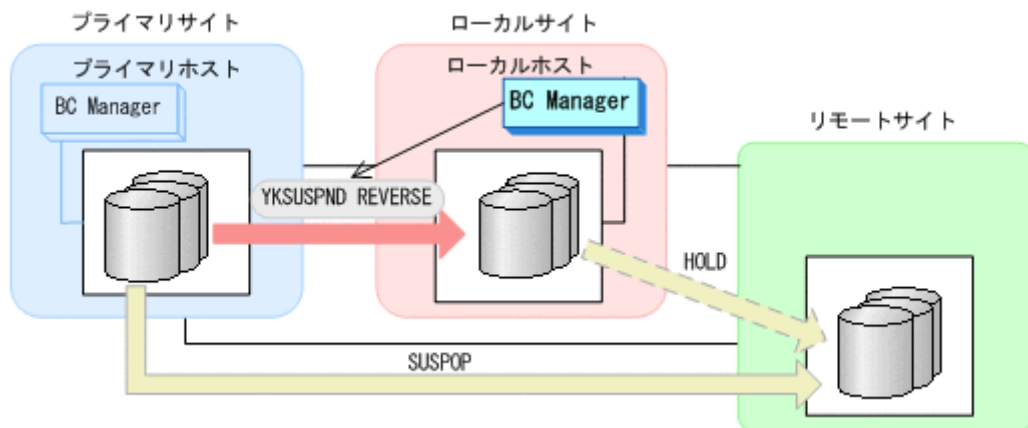 プライマリサイト
ローカルサイト
プライマリホスト
ローカルホスト
BC Manager
BC Manager
リモートサイト
YKSUSPND REVERSE
HOLD
SUSPOP